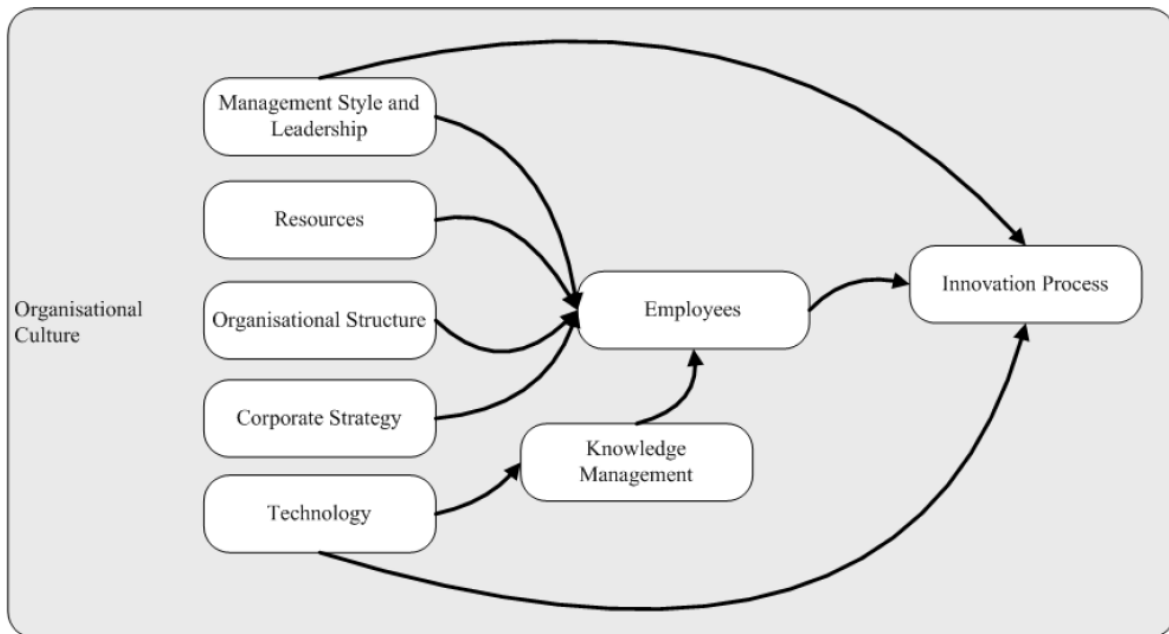 Management Style and
Leadership
Resources
Organisational
Culture
Organisational Structure
Employees
Innovation Process
Corporate Strategy
Knowledge
Management
Technology